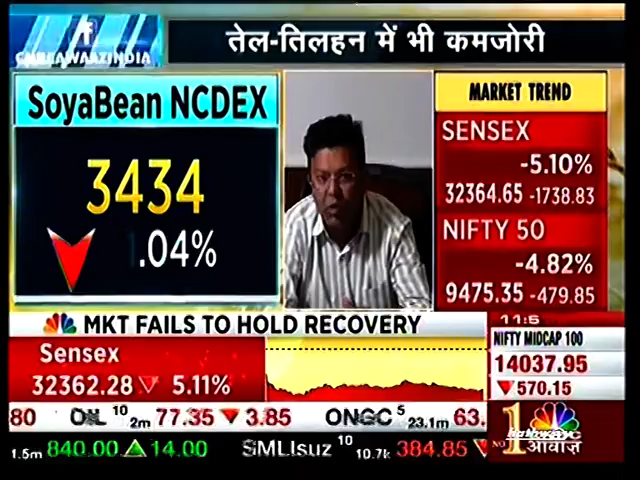 CNBCAWAAZINDIA
तेल-तिलहन में भी कमज़ोरी
SoyaBean NCDEX
3434
.04%
MARKET TREND
SENSEX
-5.10%
32364.65 -1738.83
NIFTY 50
-4.82%
9475.35 -479.85
MKT FAILS TO HOLD RECOVERY
Sensex
32362.28 5.11%
NIFTY MIDCAP 100
14037.95
570.15
80 OIL 10 2m 77.35 3.85 ONGC 5 23.1m 63.
1.5m 840.00 14.00 SMLIsuz 10 10.7k 384.85
No 1 आवाज़
hathway